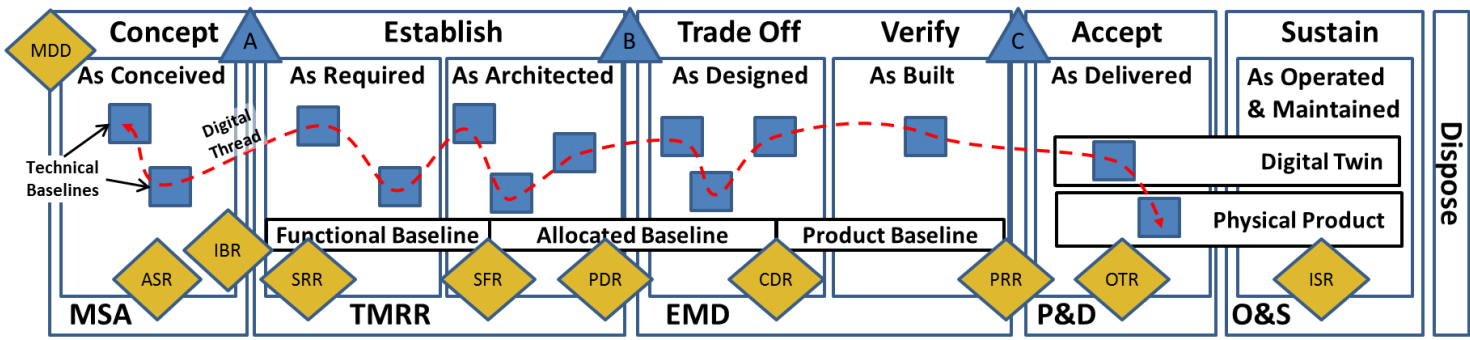 MDD
Concept
A
Establish
B
Trade Off
Verify
C
Accept
Sustain
As Conceived
As Required
As Architected
As Designed
As Built
As Delivered
As Operated
& Maintained
Digital
Thread
Technical
Baselines
Digital Twin
Physical Product
Functional Baseline
Allocated Baseline
Product Baseline
IBR
ASR
SRR
SFR
PDR
CDR
PRR
OTR
ISR
MSA
TMRR
EMD
P&D
O&S
Dispose